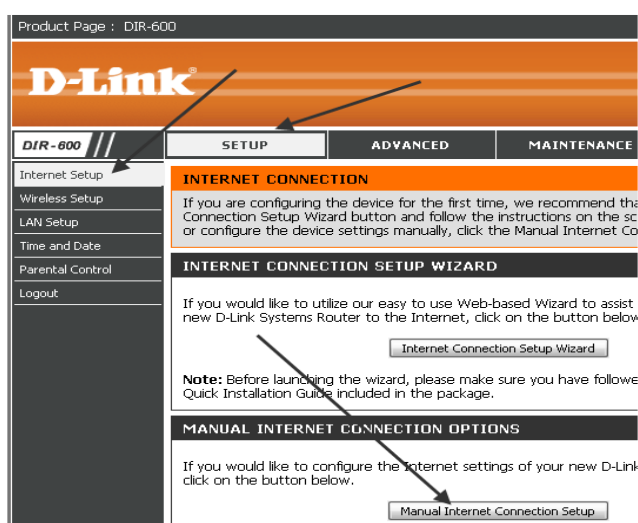 Product Page : DIR-600
D-Link
DIR-600
SETUP
ADVANCED
MAINTENANCE
Internet Setup
Wireless Setup
LAN Setup
Time and Date
Parental Control
Logout
INTERNET CONNECTION
If you are configuring the device for the first time, we recommend tha
Connection Setup Wizard button and follow the instructions on the sc
or configure the device settings manually, click the Manual Internet Co
INTERNET CONNECTION SETUP WIZARD
If you would like to utilize our easy to use Web-based Wizard to assist
new D-Link Systems Router to the Internet, click on the button below
Internet Connection Setup Wizard
Note: Before launching the wizard, please make sure you have followe
Quick Installation Guide included in the package.
MANUAL INTERNET CONNECTION OPTIONS
If you would like to configure the Internet settings of your new D-Link
click on the button below.
Manual Internet Connection Setup